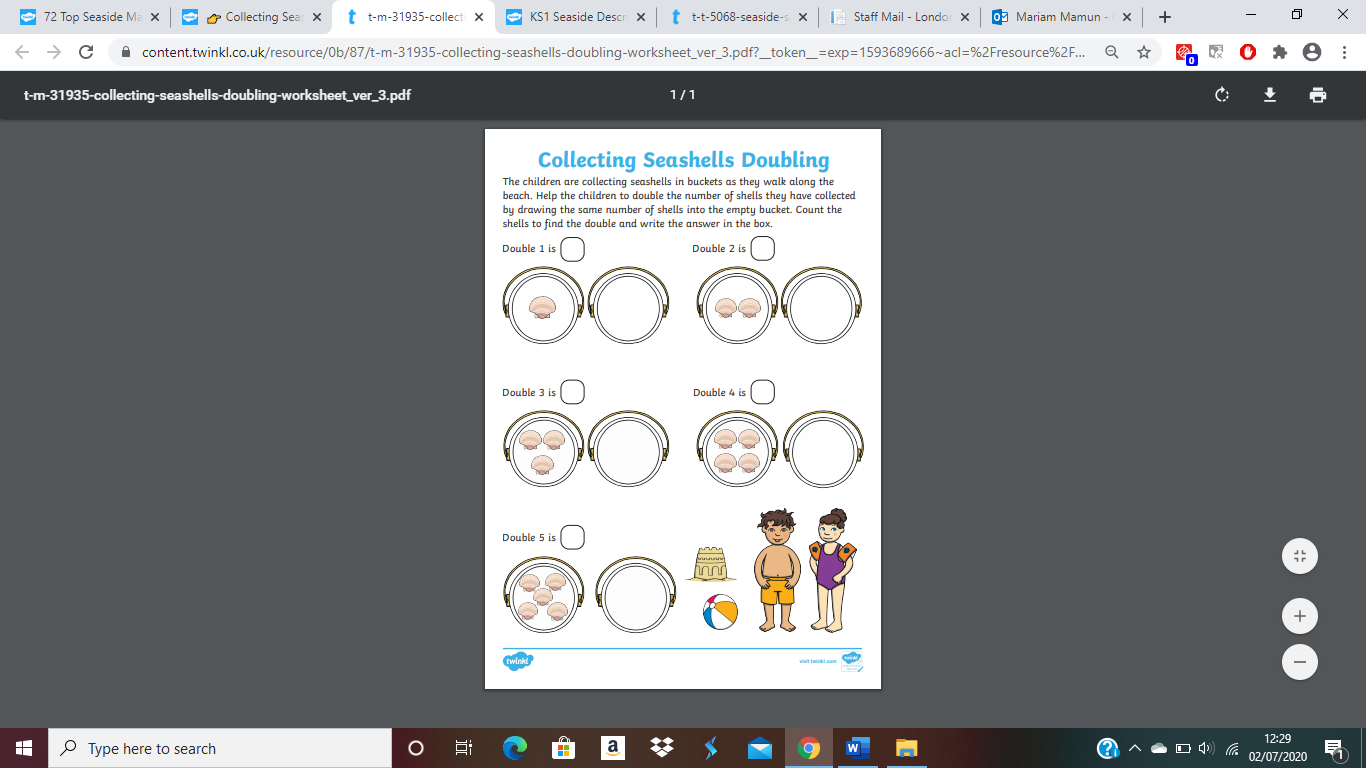 72 Top Seaside Ma
Collecting Seas
t-m-31935-collect
KS1 Seaside Descr
t-t-5068-seaside-s
Staff Mail - Londo
Mariam Mamun -
content.twinkl.co.uk/resource/0b/87/t-m-31935-collecting-seashells-doubling-worksheet_ver_3.pdf?__token__=exp=1593689666~acl=%2Fresource%2F...
0
t-m-31935-collecting-seashells-doubling-worksheet_ver_3.pdf
1 / 1
Collecting Seashells Doubling
The children are collecting seashells in buckets as they walk along the
beach. Help the children to double the number of shells they have collected
by drawing the same number of shells into the empty bucket. Count the
shells to find the double and write the answer in the box.
Double 1 is
Double 2 is
Double 3 is
Double 4 is
Double 5 is
twinkl
visit twinkl.com
twinkl
Type here to search
12:29
02/07/2020
1